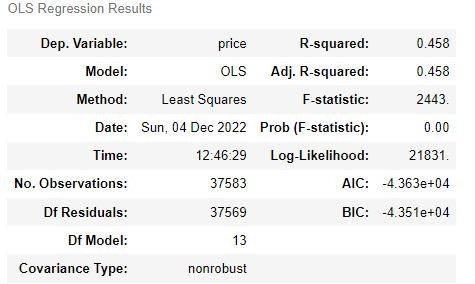 OLS Regression Results
Dep. Variable: price R-squared: 0.458
Model: OLS Adj. R-squared: 0.458
Method: Least Squares F-statistic: 2443.
Date: Sun, 04 Dec 2022 Prob (F-statistic): 0.00
Time: 12:46:29 Log-Likelihood: 21831.
No. Observations: 37583 AIC: -4.363e+04
Df Residuals: 37569 BIC: -4.351e+04
Df Model: 13
Covariance Type: nonrobust